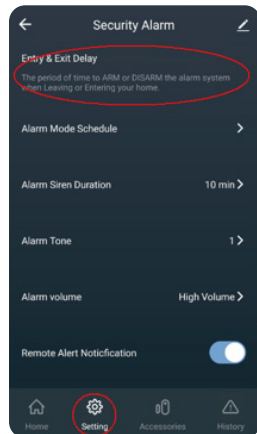 Security Alarm
Entry & Exit Delay
The period of time to ARM or DISARM the alarm system
when Leaving or Entering your home.
Alarm Mode Schedule
Alarm Siren Duration 10 min
Alarm Tone 1
Alarm volume High Volume
Remote Alert Noticfication
Home Setting Accessories History